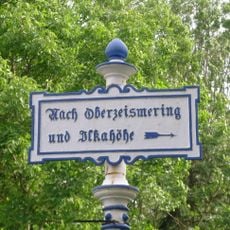 Nach Oberzeismering
und Ilkahöhe